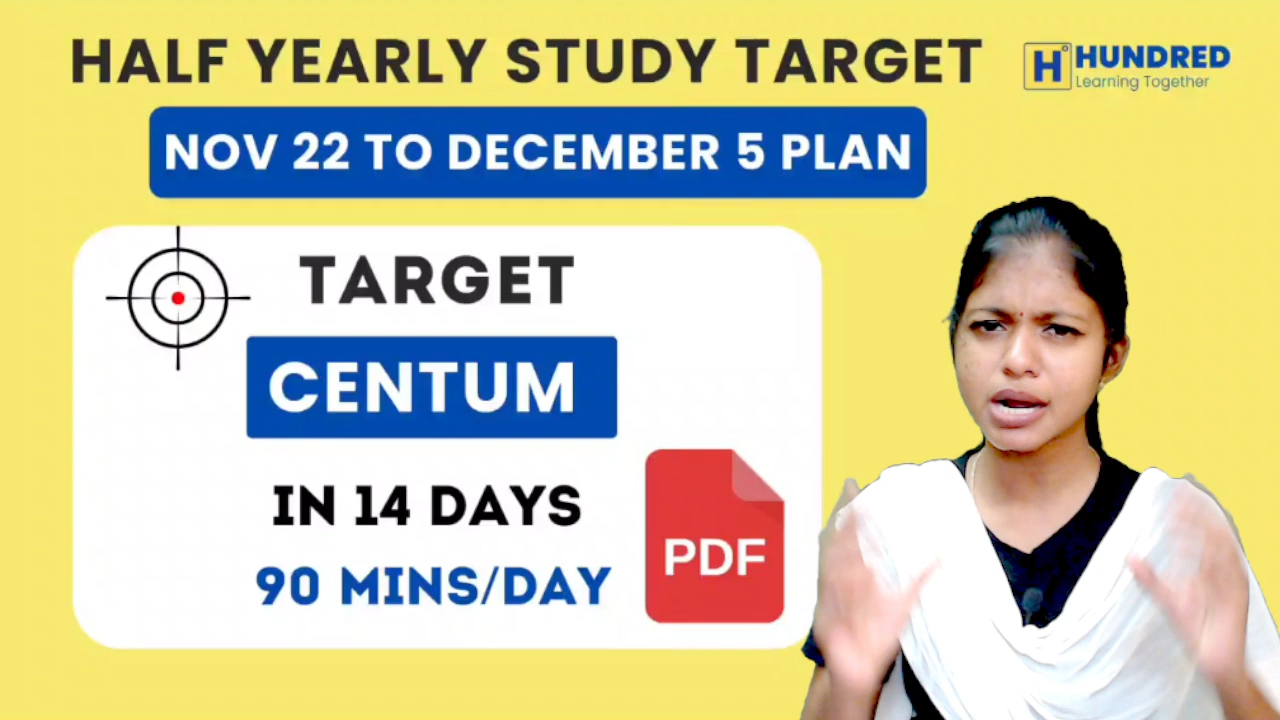 HALF YEARLY STUDY TARGET
H HUNDRED
Learning Together
NOV 22 TO DECEMBER 5 PLAN
TARGET
CENTUM
IN 14 DAYS
90 MINS/DAY
PDF